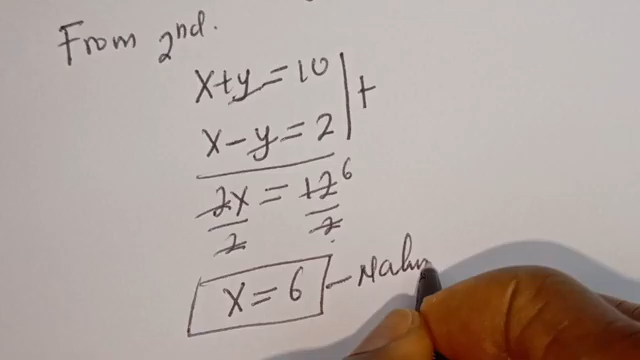 From 2nd.
x+y=10 | +
x-y=2
2x = 12 6
2 2
x=6